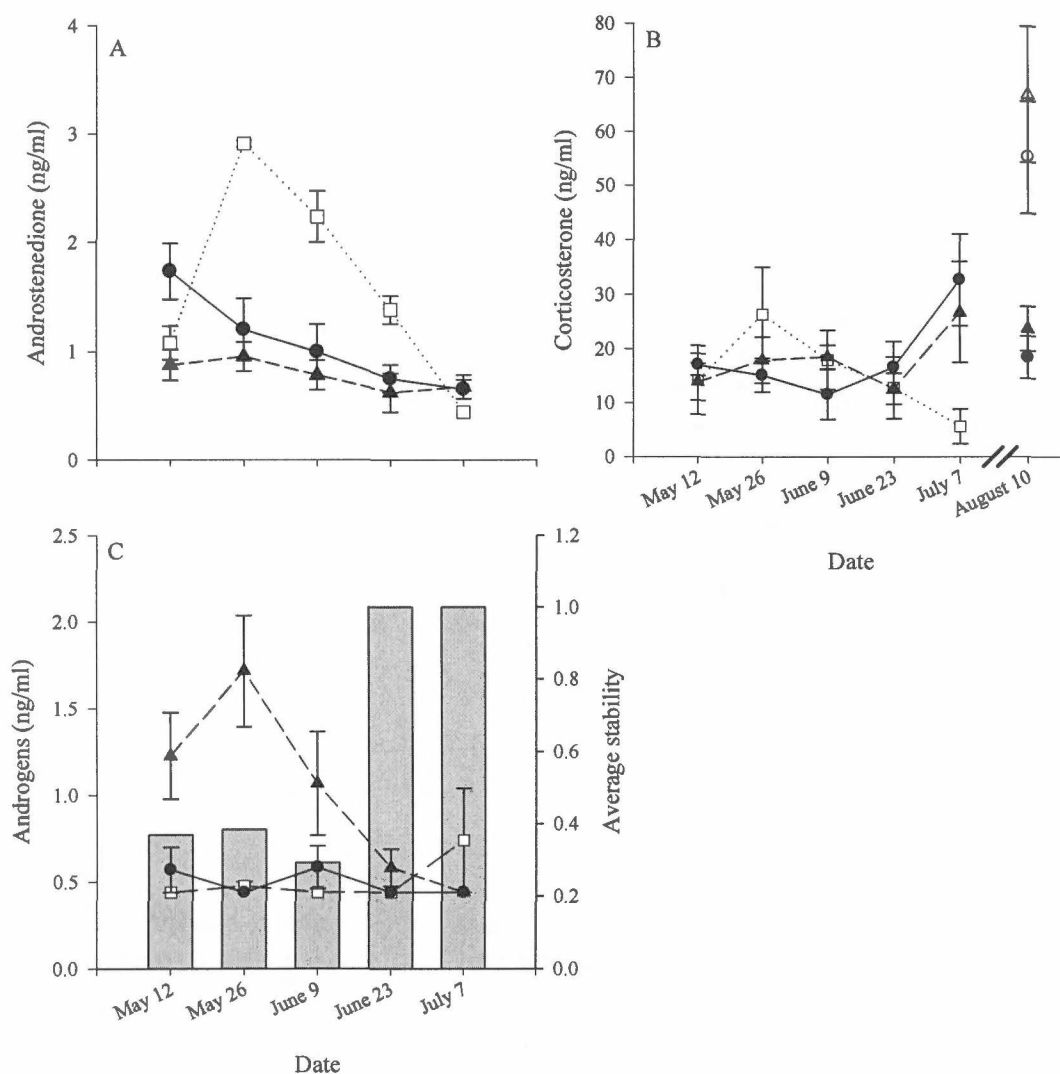 A
Androstenedione (ng/ml)
4
3
2
1
0
B
Corticosterone (ng/ml)
80
70
60
50
40
30
20
10
0
May 12
May 26
June 9
June 23
July 7
August 10
Date
C
Androgens (ng/ml)
2.5
2.0
1.5
1.0
0.5
0.0
1.2
1.0
0.8
0.6
0.4
0.2
0.0
Average stability
May 12
May 26
June 9
June 23
July 7
Date